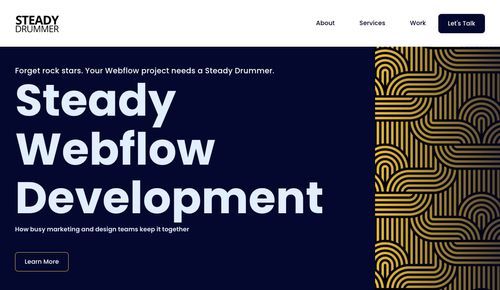 STEADY
DRUMMER
About
Services
Work
Let's Talk
Forget rock stars. Your Webflow project needs a Steady Drummer.
Steady
Webflow
Development
How busy marketing and design teams keep it together
Learn More